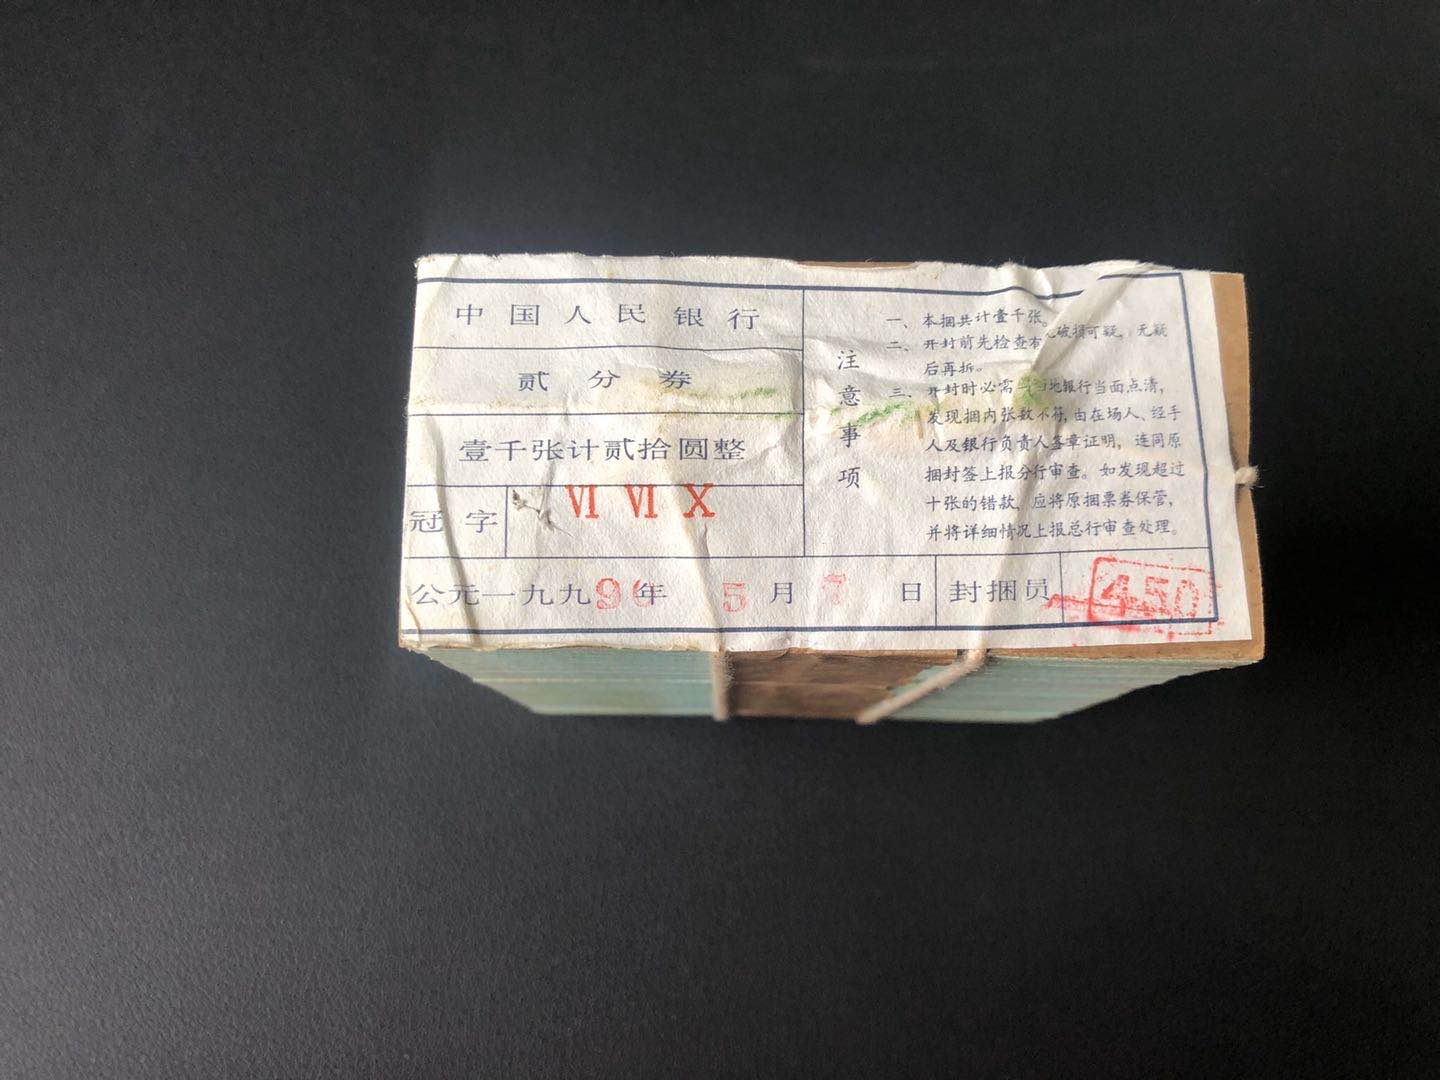 中国人民银行
贰分券
壹千张计贰拾圆整
冠字 Ⅵ Ⅵ Ⅹ
公元一九九 9 年 5 月 7 日 封捆员 450
注意事项
一、本捆共计壹千张。
二、开封前先检查有 破损可疑，无疑
后再拆。
三、开封时必需 当地银行当面点清，
发现捆内张数不符，由在场人、经手
人及银行负责人签章证明，连同原
捆封签上报分行审查。如发现超过
十张的错款，应将原捆票券保管，
并将详细情况上报总行审查处理。